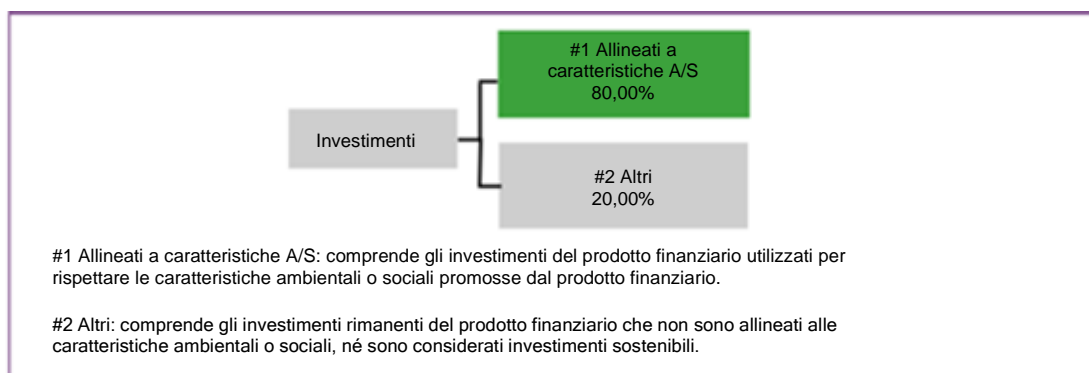 #1 Allineati a
caratteristiche A/S
80,00%
Investimenti
#2 Altri
20,00%
#1 Allineati a caratteristiche A/S: comprende gli investimenti del prodotto finanziario utilizzati per
rispettare le caratteristiche ambientali o sociali promosse dal prodotto finanziario.
#2 Altri: comprende gli investimenti rimanenti del prodotto finanziario che non sono allineati alle
caratteristiche ambientali o sociali, né sono considerati investimenti sostenibili.